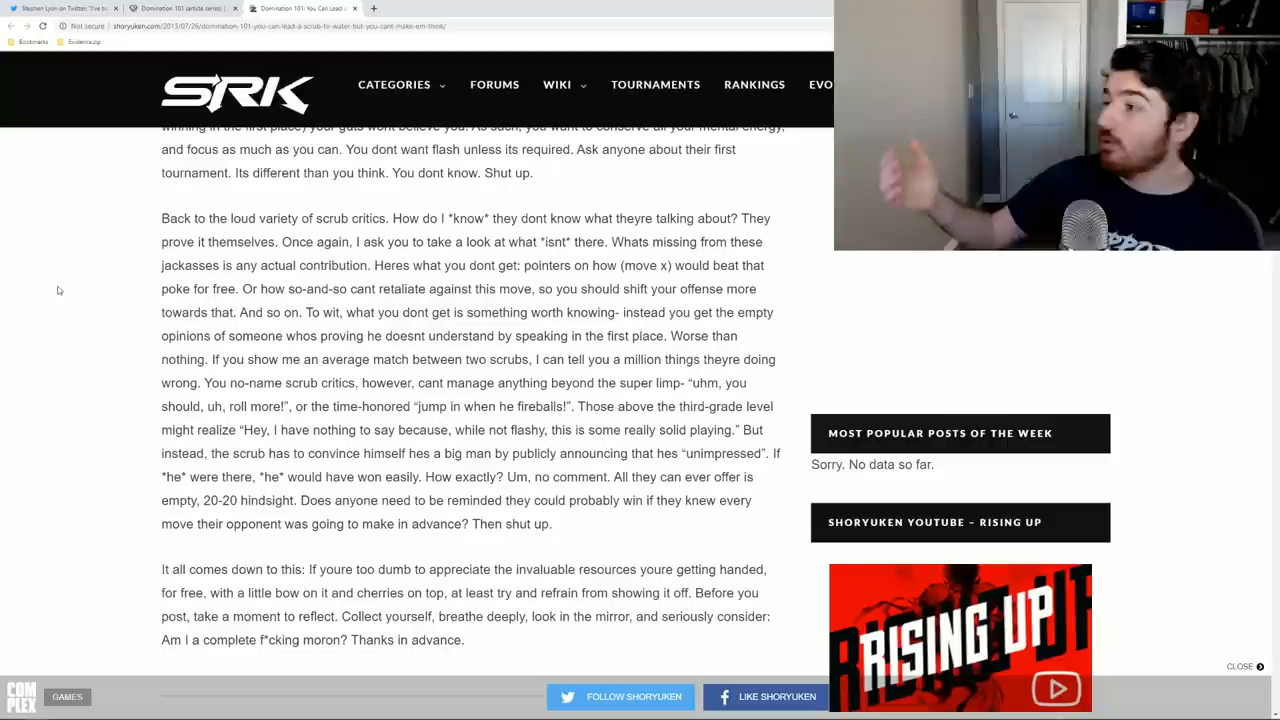 Stephen Lyon on Twitter: "I've b
Domination 101 (article series) |
Domination 101: You Can Lead a
Not secure | shoryuken.com/2013/07/26/domination-101-you-can-lead-a-scrub-to-water-but-you-cant-make-em-think/
Bookmarks
Evidence.zip
SRK
CATEGORIES
FORUMS
WIKI
TOURNAMENTS
RANKINGS
EVO
winning in the first place) your guts wont believe you. As such, you want to conserve all your mental energy,
and focus as much as you can. You dont want flash unless its required. Ask anyone about their first
tournament. Its different than you think. You dont know. Shut up.
Back to the loud variety of scrub critics. How do I *know* they dont know what theyre talking about? They
prove it themselves. Once again, I ask you to take a look at what *isnt* there. Whats missing from these
jackasses is any actual contribution. Heres what you dont get: pointers on how (move x) would beat that
poke for free. Or how so-and-so cant retaliate against this move, so you should shift your offense more
towards that. And so on. To wit, what you dont get is something worth knowing- instead you get the empty
opinions of someone whos proving he doesnt understand by speaking in the first place. Worse than
nothing. If you show me an average match between two scrubs, I can tell you a million things theyre doing
wrong. You no-name scrub critics, however, cant manage anything beyond the super limp- “uhm, you
should, uh, roll more!”, or the time-honored “jump in when he fireballs!”. Those above the third-grade level
might realize “Hey, I have nothing to say because, while not flashy, this is some really solid playing.” But
instead, the scrub has to convince himself hes a big man by publicly announcing that hes “unimpressed”. If
*he* were there, *he* would have won easily. How exactly? Um, no comment. All they can ever offer is
empty, 20-20 hindsight. Does anyone need to be reminded they could probably win if they knew every
move their opponent was going to make in advance? Then shut up.
It all comes down to this: If youre too dumb to appreciate the invaluable resources youre getting handed,
for free, with a little bow on it and cherries on top, at least try and refrain from showing it off. Before you
post, take a moment to reflect. Collect yourself, breathe deeply, look in the mirror, and seriously consider:
Am I a complete f*cking moron? Thanks in advance.
MOST POPULAR POSTS OF THE WEEK
Sorry. No data so far.
SHORYUKEN YOUTUBE – RISING UP
RISING UP
CLOSE
COMPLEX
GAMES
FOLLOW SHORYUKEN
LIKE SHORYUKEN